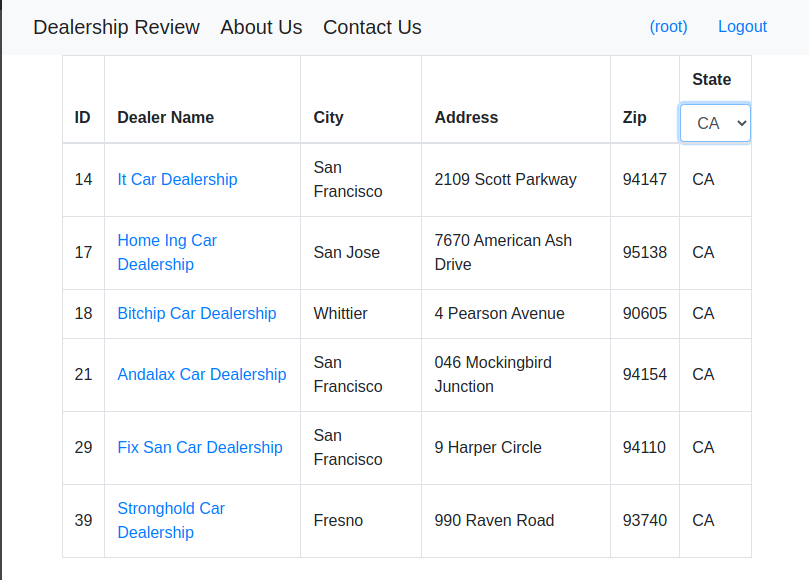 Dealership Review About Us Contact Us (root) Logout
ID Dealer Name City Address Zip State
CA
14 It Car Dealership San Francisco 2109 Scott Parkway 94147 CA
17 Home Ing Car Dealership San Jose 7670 American Ash Drive 95138 CA
18 Bitchip Car Dealership Whittier 4 Pearson Avenue 90605 CA
21 Andalax Car Dealership San Francisco 046 Mockingbird Junction 94154 CA
29 Fix San Car Dealership San Francisco 9 Harper Circle 94110 CA
39 Stronghold Car Dealership Fresno 990 Raven Road 93740 CA